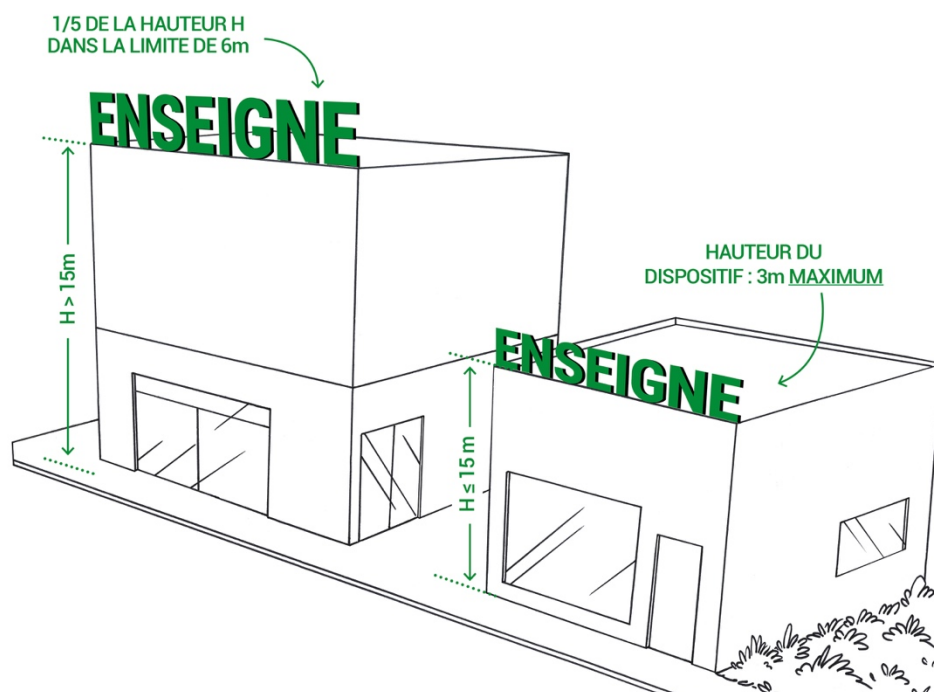 1/5 DE LA HAUTEUR H
DANS LA LIMITE DE 6m
ENSEIGNE
H > 15m
HAUTEUR DU
DISPOSITIF : 3m MAXIMUM
ENSEIGNE
H ≤ 15m